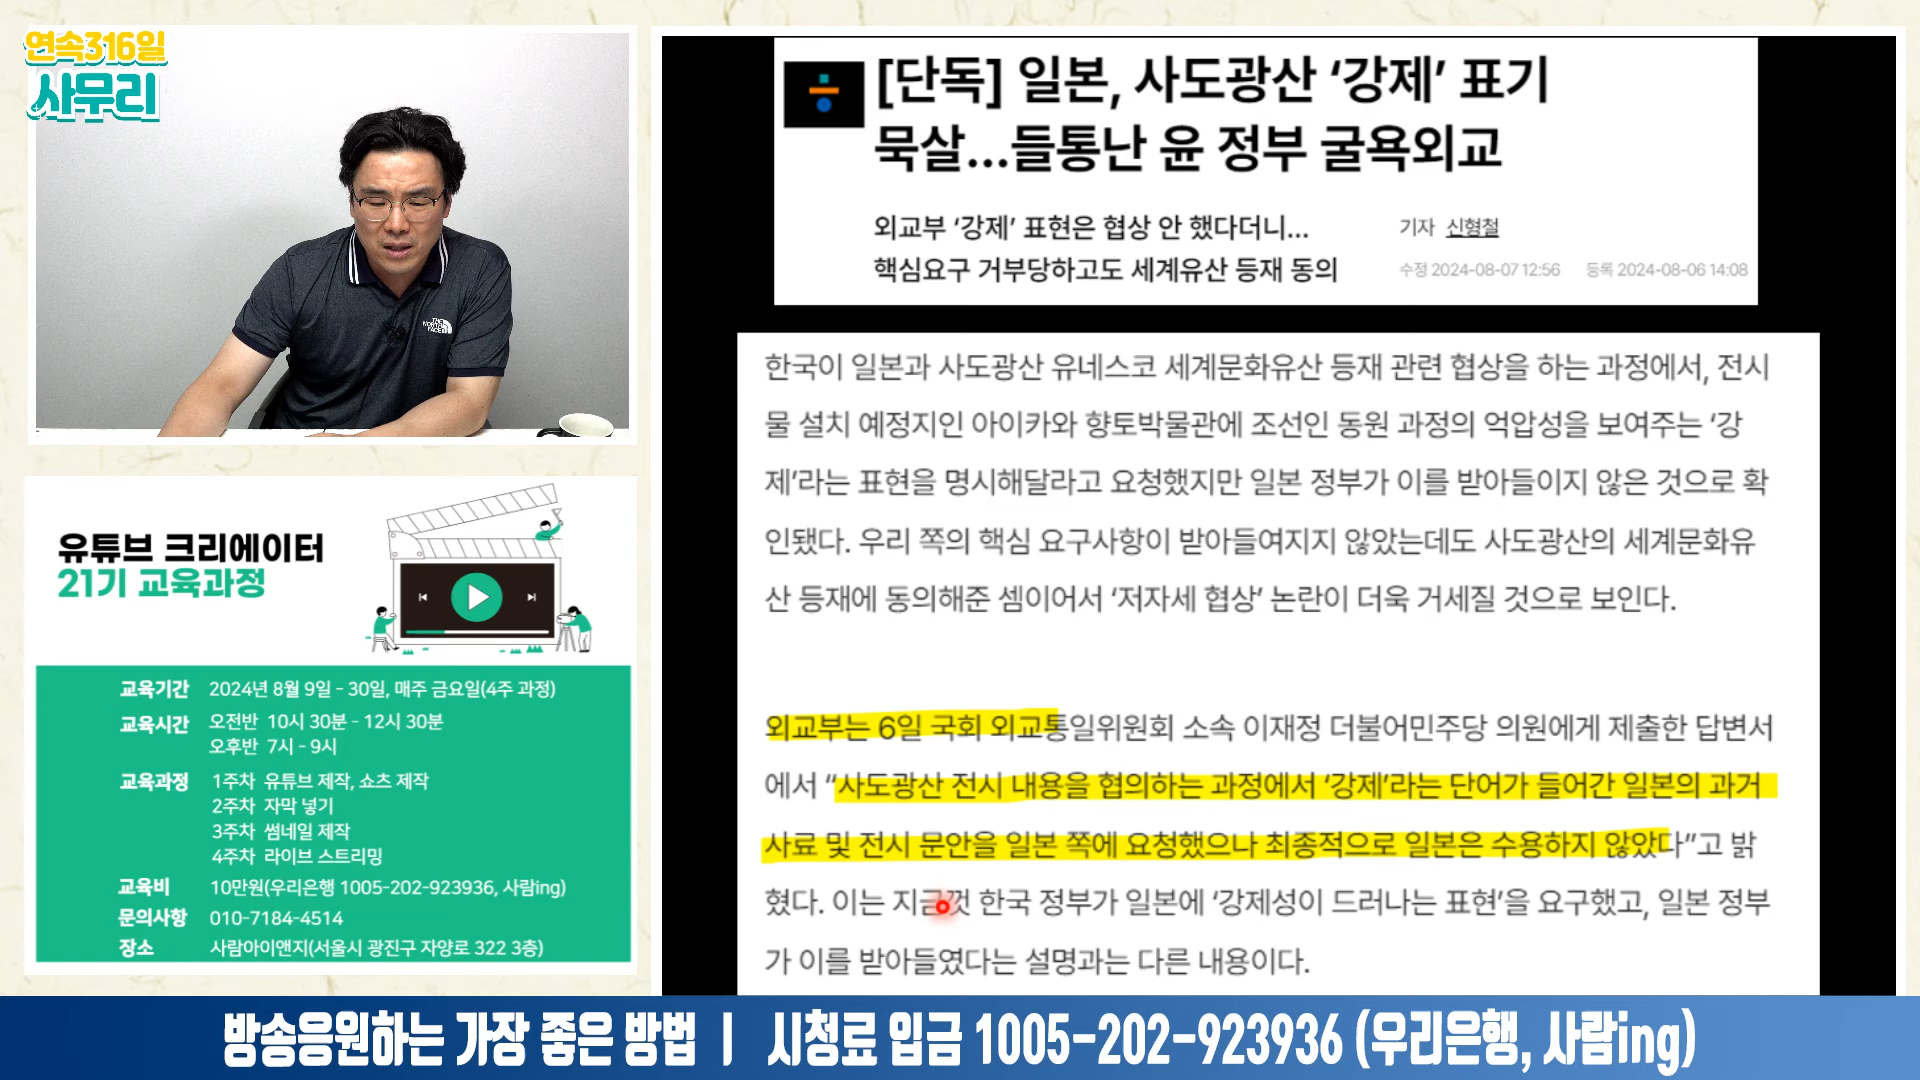 연속316일
사무리
THE NORTH FACE
유튜브 크리에이터
21기 교육과정
교육기간 2024년 8월 9일 - 30일, 매주 금요일(4주 과정)
교육시간 오전반 10시 30분 - 12시 30분
오후반 7시 - 9시
교육과정 1주차 유튜브 제작, 쇼츠 제작
2주차 자막 넣기
3주차 썸네일 제작
4주차 라이브 스트리밍
교육비 10만원(우리은행 1005-202-923936, 사람ing)
문의사항 010-7184-4514
장소 사람아이앤지(서울시 광진구 자양로 322 3층)
[단독] 일본, 사도광산 ‘강제’ 표기
묵살…들통난 윤 정부 굴욕외교
외교부 ‘강제’ 표현은 협상 안 했다더니…
핵심요구 거부당하고도 세계유산 등재 동의
기자 신형철
수정 2024-08-07 12:56 등록 2024-08-06 14:08
한국이 일본과 사도광산 유네스코 세계문화유산 등재 관련 협상을 하는 과정에서, 전시
물 설치 예정지인 아이카와 향토박물관에 조선인 동원 과정의 억압성을 보여주는 ‘강
제’라는 표현을 명시해달라고 요청했지만 일본 정부가 이를 받아들이지 않은 것으로 확
인됐다. 우리 쪽의 핵심 요구사항이 받아들여지지 않았는데도 사도광산의 세계문화유
산 등재에 동의해준 셈이어서 ‘저자세 협상’ 논란이 더욱 거세질 것으로 보인다.
외교부는 6일 국회 외교통일위원회 소속 이재정 더불어민주당 의원에게 제출한 답변서
에서 “사도광산 전시 내용을 협의하는 과정에서 ‘강제’라는 단어가 들어간 일본의 과거
사료 및 전시 문안을 일본 쪽에 요청했으나 최종적으로 일본은 수용하지 않았다”고 밝
혔다. 이는 지금껏 한국 정부가 일본에 ‘강제성이 드러나는 표현’을 요구했고, 일본 정부
가 이를 받아들였다는 설명과는 다른 내용이다.
방송응원하는 가장 좋은 방법 ㅣ 시청료 입금 1005-202-923936 (우리은행, 사람ing)